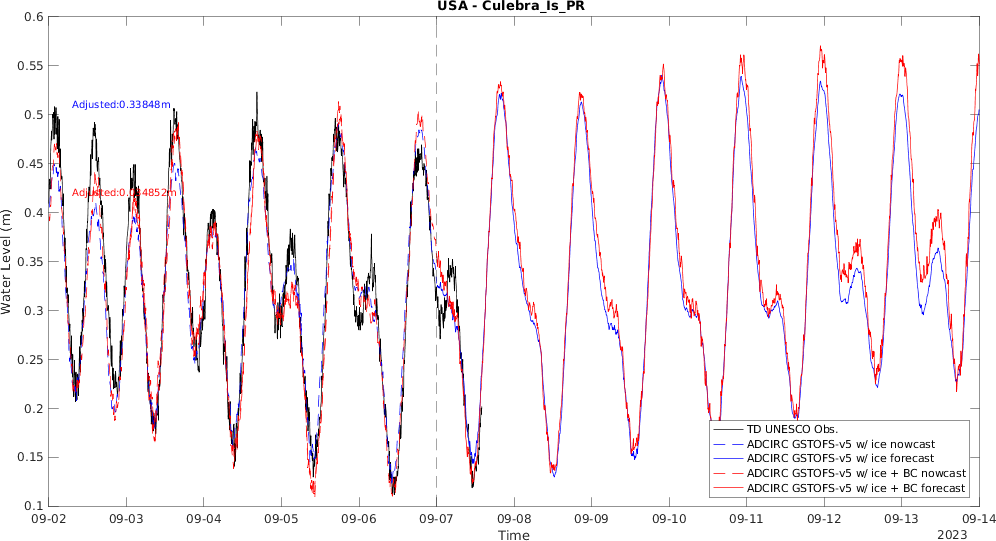 USA - Culebra_Is_PR
0.6
0.55
0.5
0.45
0.4
0.35
0.3
0.25
0.2
0.15
0.1
Water Level (m)
Adjusted:0.33848m
TD UNESCO Obs.
ADCIRC GSTOFS-v5 w/ ice nowcast
ADCIRC GSTOFS-v5 w/ ice forecast
ADCIRC GSTOFS-v5 w/ ice + BC nowcast
ADCIRC GSTOFS-v5 w/ ice + BC forecast
09-02 09-03 09-04 09-05 09-06 09-07 09-08 09-09 09-10 09-11 09-12 09-13 09-14
Time
2023